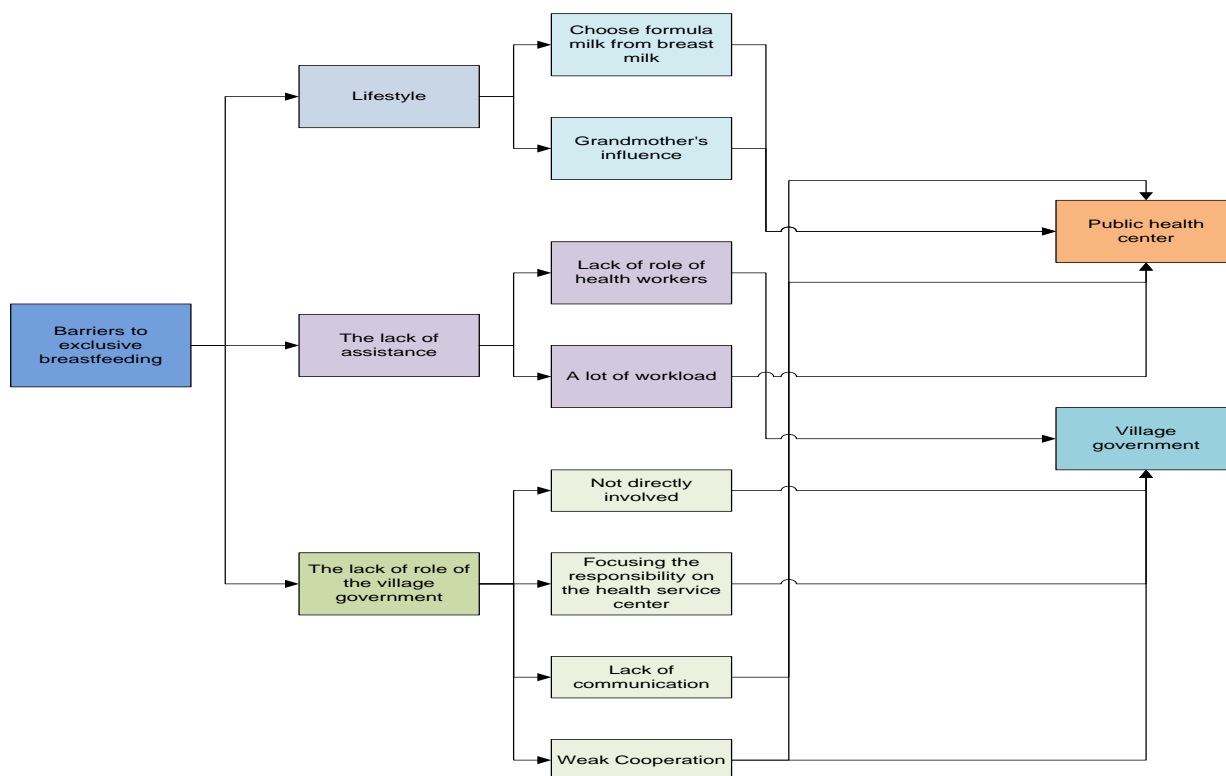 Choose formula
milk from breast
milk
Lifestyle
Grandmother's
influence
Public health
center
Lack of role of
health workers
Barriers to
exclusive
breastfeeding
The lack of
assistance
A lot of workload
Village
government
Not directly
involved
The lack of role of
the village
government
Focusing the
responsibility on
the health service
center
Lack of
communication
Weak Cooperation